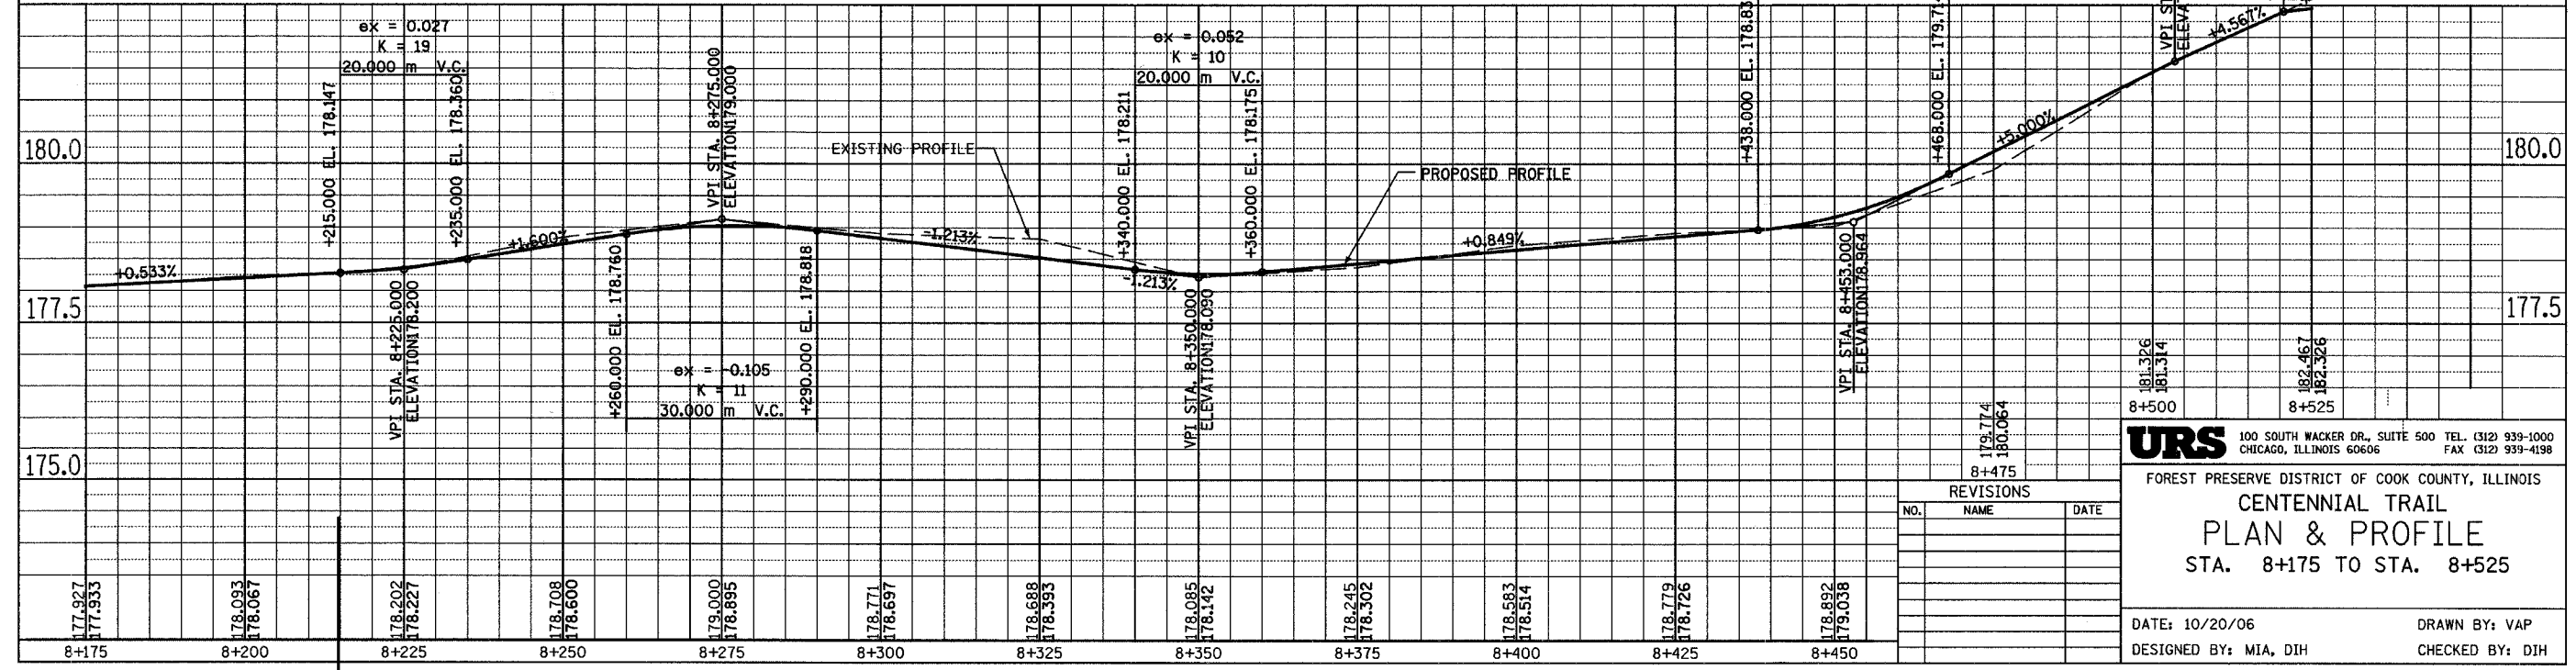 ex = 0.027
K = 19
20.000 m V.C.
+215.000 EL. 178.147
+235.000 EL. 178.360
VPI STA. 8+275.000
ELEVATION179.000
ex = 0.052
K = 10
20.000 m V.C.
+340.000 EL. 178.211
+360.000 EL. 178.175
+4.567%
+5.000%
180.0
180.0
EXISTING PROFILE
PROPOSED PROFILE
+0.533%
+1.600%
-1.213%
-1.213%
+0.849%
177.5
177.5
VPI STA. 8+225.000
ELEVATION178.200
+260.000 EL. 178.760
+290.000 EL. 178.818
ex = -0.105
K = 11
30.000 m V.C.
VPI STA. 8+350.000
ELEVATION178.090
VPI STA. 8+453.000
ELEVATION178.964
175.0
177.927
177.933
178.093
178.067
178.202
178.227
178.708
178.600
179.000
178.895
178.771
178.697
178.688
178.393
178.085
178.142
178.245
178.302
178.583
178.514
178.779
178.726
178.892
179.038
179.774
180.064
181.326
181.314
182.467
182.326
8+175
8+200
8+225
8+250
8+275
8+300
8+325
8+350
8+375
8+400
8+425
8+450
8+475
8+500
8+525
REVISIONS
NO. NAME DATE
URS
100 SOUTH WACKER DR., SUITE 500 TEL. (312) 939-1000
CHICAGO, ILLINOIS 60606 FAX (312) 939-4198
FOREST PRESERVE DISTRICT OF COOK COUNTY, ILLINOIS
CENTENNIAL TRAIL
PLAN & PROFILE
STA. 8+175 TO STA. 8+525
DATE: 10/20/06 DRAWN BY: VAP
DESIGNED BY: MIA, DIH CHECKED BY: DIH
+438.000 EL.
+468.000 EL.
VPI